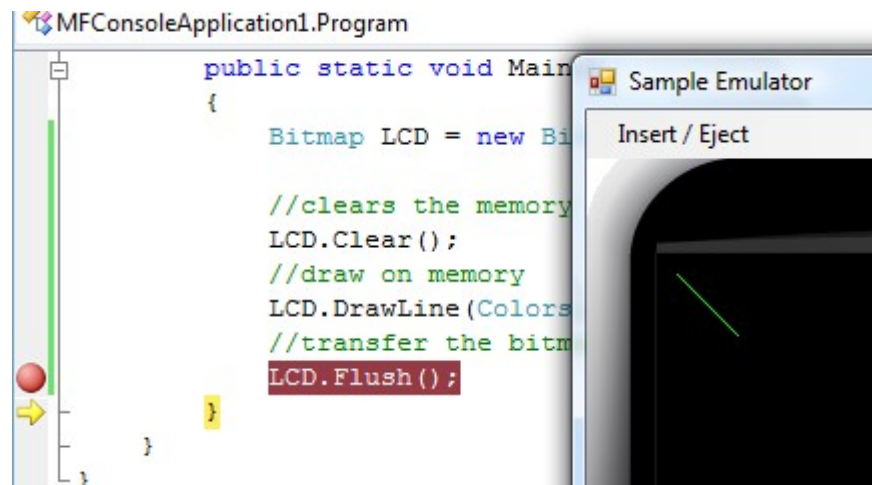 MFConsoleApplication1.Program
public static void Main
{
Bitmap LCD = new Bi
//clears the memory
LCD.Clear();
//draw on memory
LCD.DrawLine(Colors
//transfer the bitm
LCD.Flush();
}
}
}
Sample Emulator
Insert / Eject